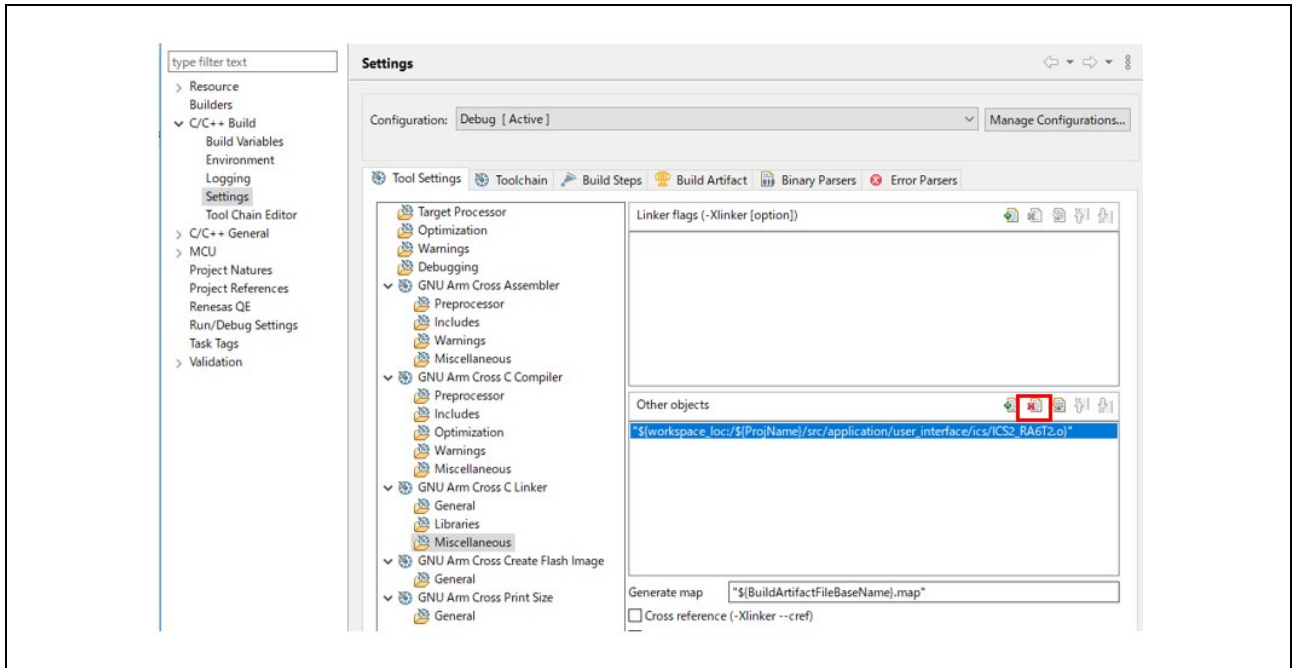 type filter text
Resource
Builders
C/C++ Build
Build Variables
Environment
Logging
Settings
Tool Chain Editor
C/C++ General
MCU
Project Natures
Project References
Renesas QE
Run/Debug Settings
Task Tags
Validation
Settings
Configuration: Debug [ Active ] Manage Configurations...
Tool Settings Toolchain Build Steps Build Artifact Binary Parsers Error Parsers
Target Processor
Optimization
Warnings
Debugging
GNU Arm Cross Assembler
Preprocessor
Includes
Warnings
Miscellaneous
GNU Arm Cross C Compiler
Preprocessor
Includes
Optimization
Warnings
Miscellaneous
GNU Arm Cross C Linker
General
Libraries
Miscellaneous
GNU Arm Cross Create Flash Image
General
GNU Arm Cross Print Size
General
Linker flags (-Xlinker [option])
Other objects
"${workspace_loc:/${ProjName}/src/application/user_interface/ics/ICS2_RA6T2.o}"
Generate map "${BuildArtifactFileBaseName}.map"
Cross reference (-Xlinker --cref)